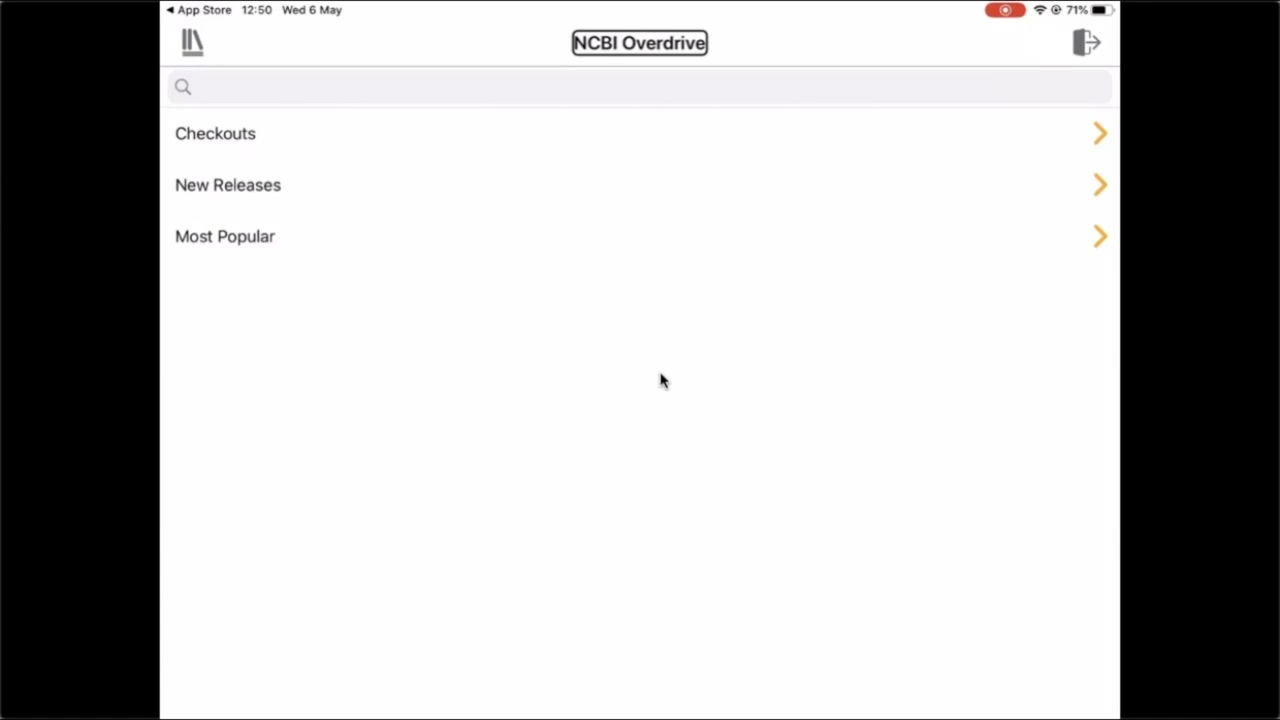 App Store 12:50 Wed 6 May 71%
NCBI Overdrive
Checkouts
New Releases
Most Popular